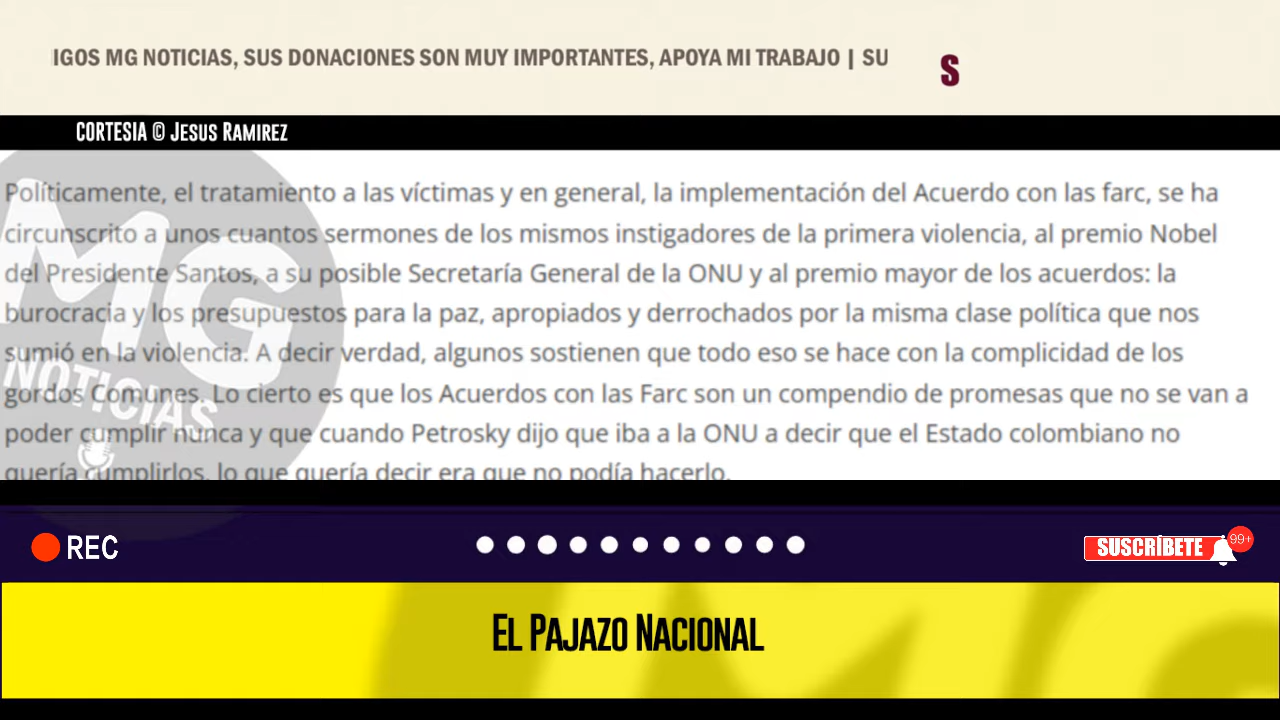 IGOS MG NOTICIAS, SUS DONACIONES SON MUY IMPORTANTES, APOYA MI TRABAJO | SU
S
CORTESIA © JESUS RAMIREZ
Políticamente, el tratamiento a las víctimas y en general, la implementación del Acuerdo con las farc, se ha
circunscrito a unos cuantos sermones de los mismos instigadores de la primera violencia, al premio Nobel
del Presidente Santos, a su posible Secretaría General de la ONU y al premio mayor de los acuerdos: la
burocracia y los presupuestos para la paz, apropiados y derrochados por la misma clase política que nos
sumió en la violencia. A decir verdad, algunos sostienen que todo eso se hace con la complicidad de los
gordos Comunes. Lo cierto es que los Acuerdos con las Farc son un compendio de promesas que no se van a
poder cumplir nunca y que cuando Petrosky dijo que iba a la ONU a decir que el Estado colombiano no
quería cumplirlos, lo que quería decir era que no podía hacerlo.
MG
NOTICIAS
REC
SUSCRÍBETE
99+
EL PAJAZO NACIONAL